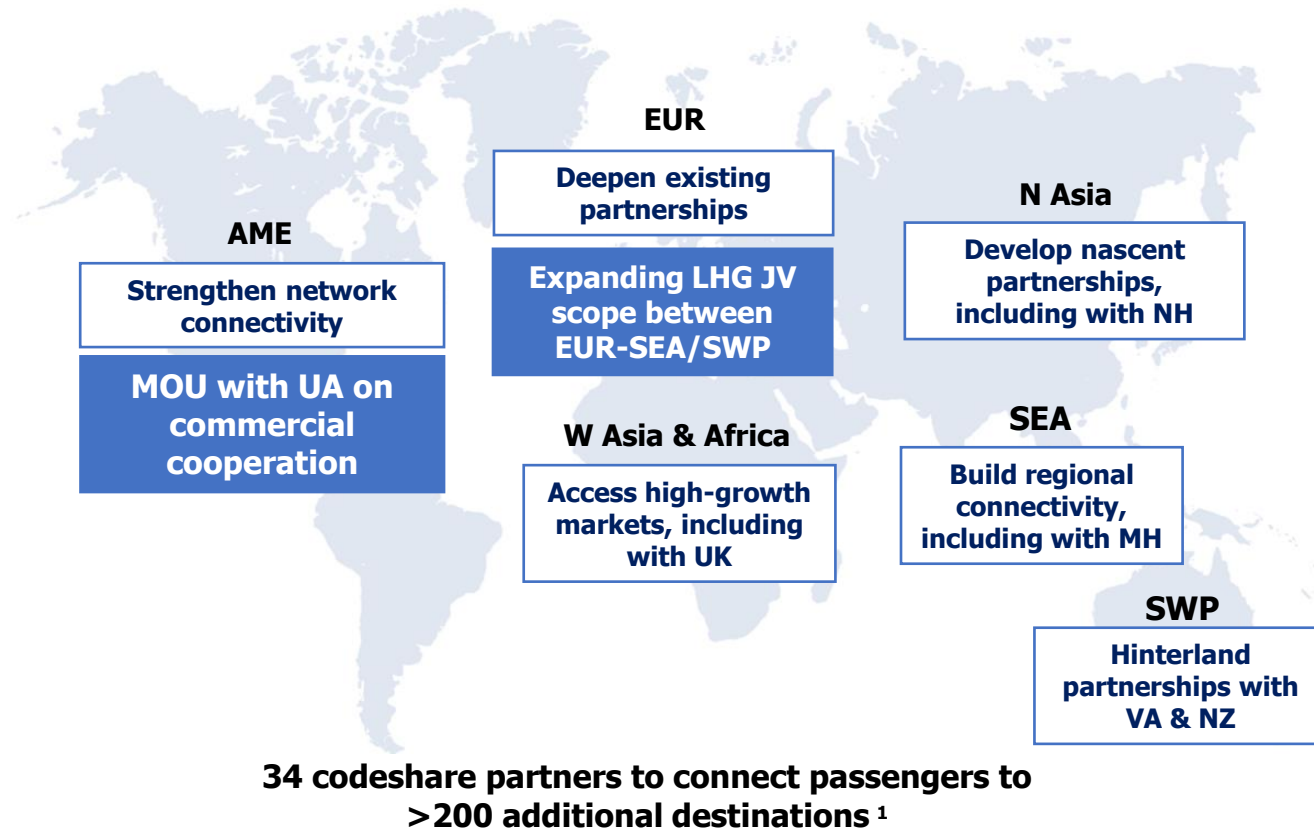 EUR
Deepen existing
partnerships
Expanding LHG JV
scope between
EUR-SEA/SWP
AME
Strengthen network
connectivity
MOU with UA on
commercial
cooperation
N Asia
Develop nascent
partnerships,
including with NH
W Asia & Africa
Access high-growth
markets, including
with UK
SEA
Build regional
connectivity,
including with MH
SWP
Hinterland
partnerships with
VA & NZ
34 codeshare partners to connect passengers to
>200 additional destinations ¹